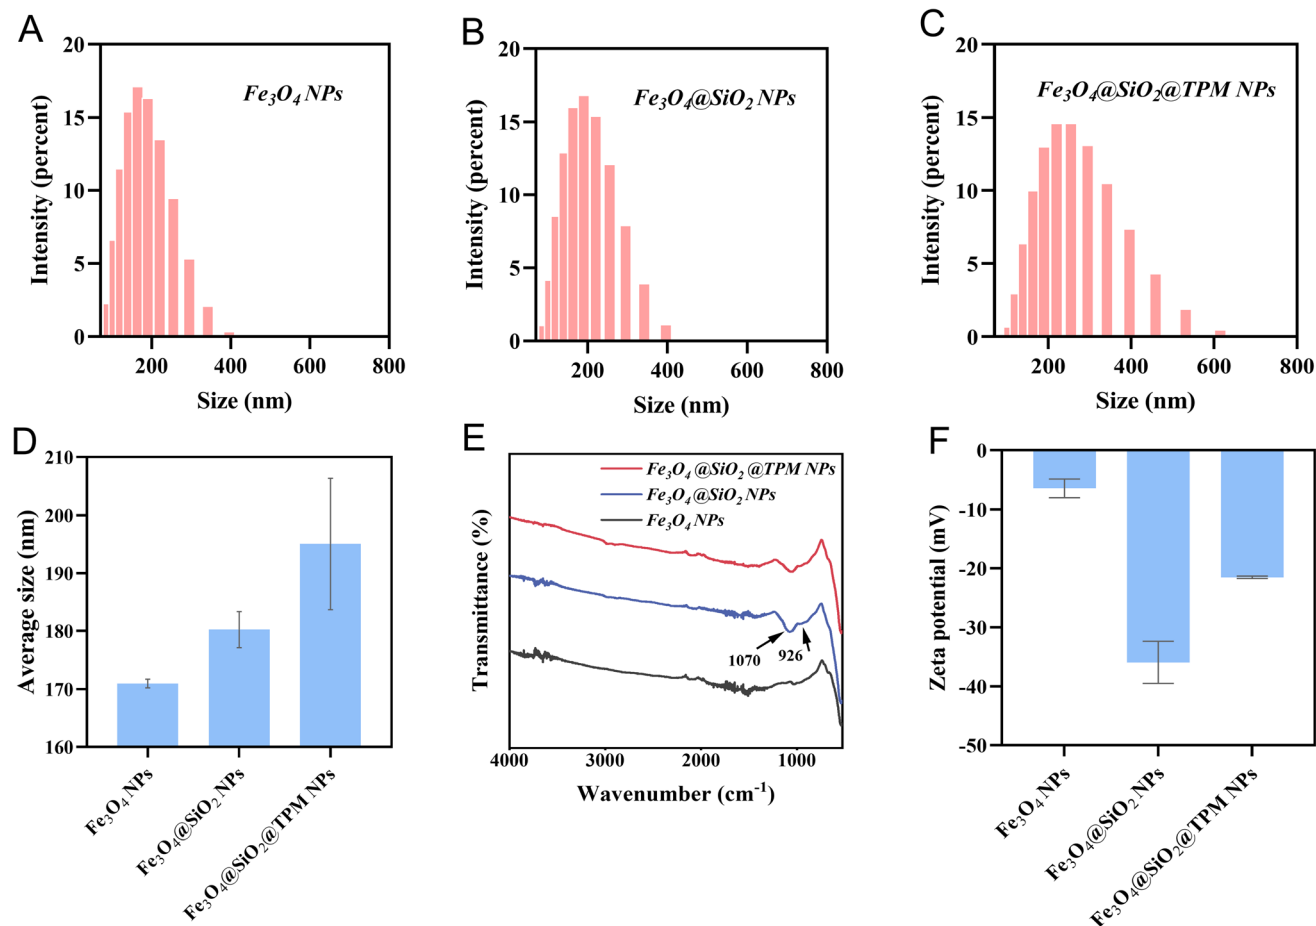 A
20
15
10
5
0
Intensity (percent)
Fe₃O₄ NPs
200 400 600 800
Size (nm)
B
20
15
10
5
0
Intensity (percent)
Fe₃O₄@SiO₂ NPs
200 400 600 800
Size (nm)
C
20
15
10
5
0
Intensity (percent)
Fe₃O₄@SiO₂@TPM NPs
200 400 600 800
Size (nm)
D
210
200
190
180
170
160
Average size (nm)
Fe₃O₄ NPs
Fe₃O₄@SiO₂ NPs
Fe₃O₄@SiO₂@TPM NPs
E
Transmittance (%)
Fe₃O₄@SiO₂@TPM NPs
Fe₃O₄@SiO₂ NPs
Fe₃O₄ NPs
1070 926
4000 3000 2000 1000
Wavenumber (cm⁻¹)
F
0
-10
-20
-30
-40
-50
Zeta potential (mV)
Fe₃O₄ NPs
Fe₃O₄@SiO₂ NPs
Fe₃O₄@SiO₂@TPM NPs